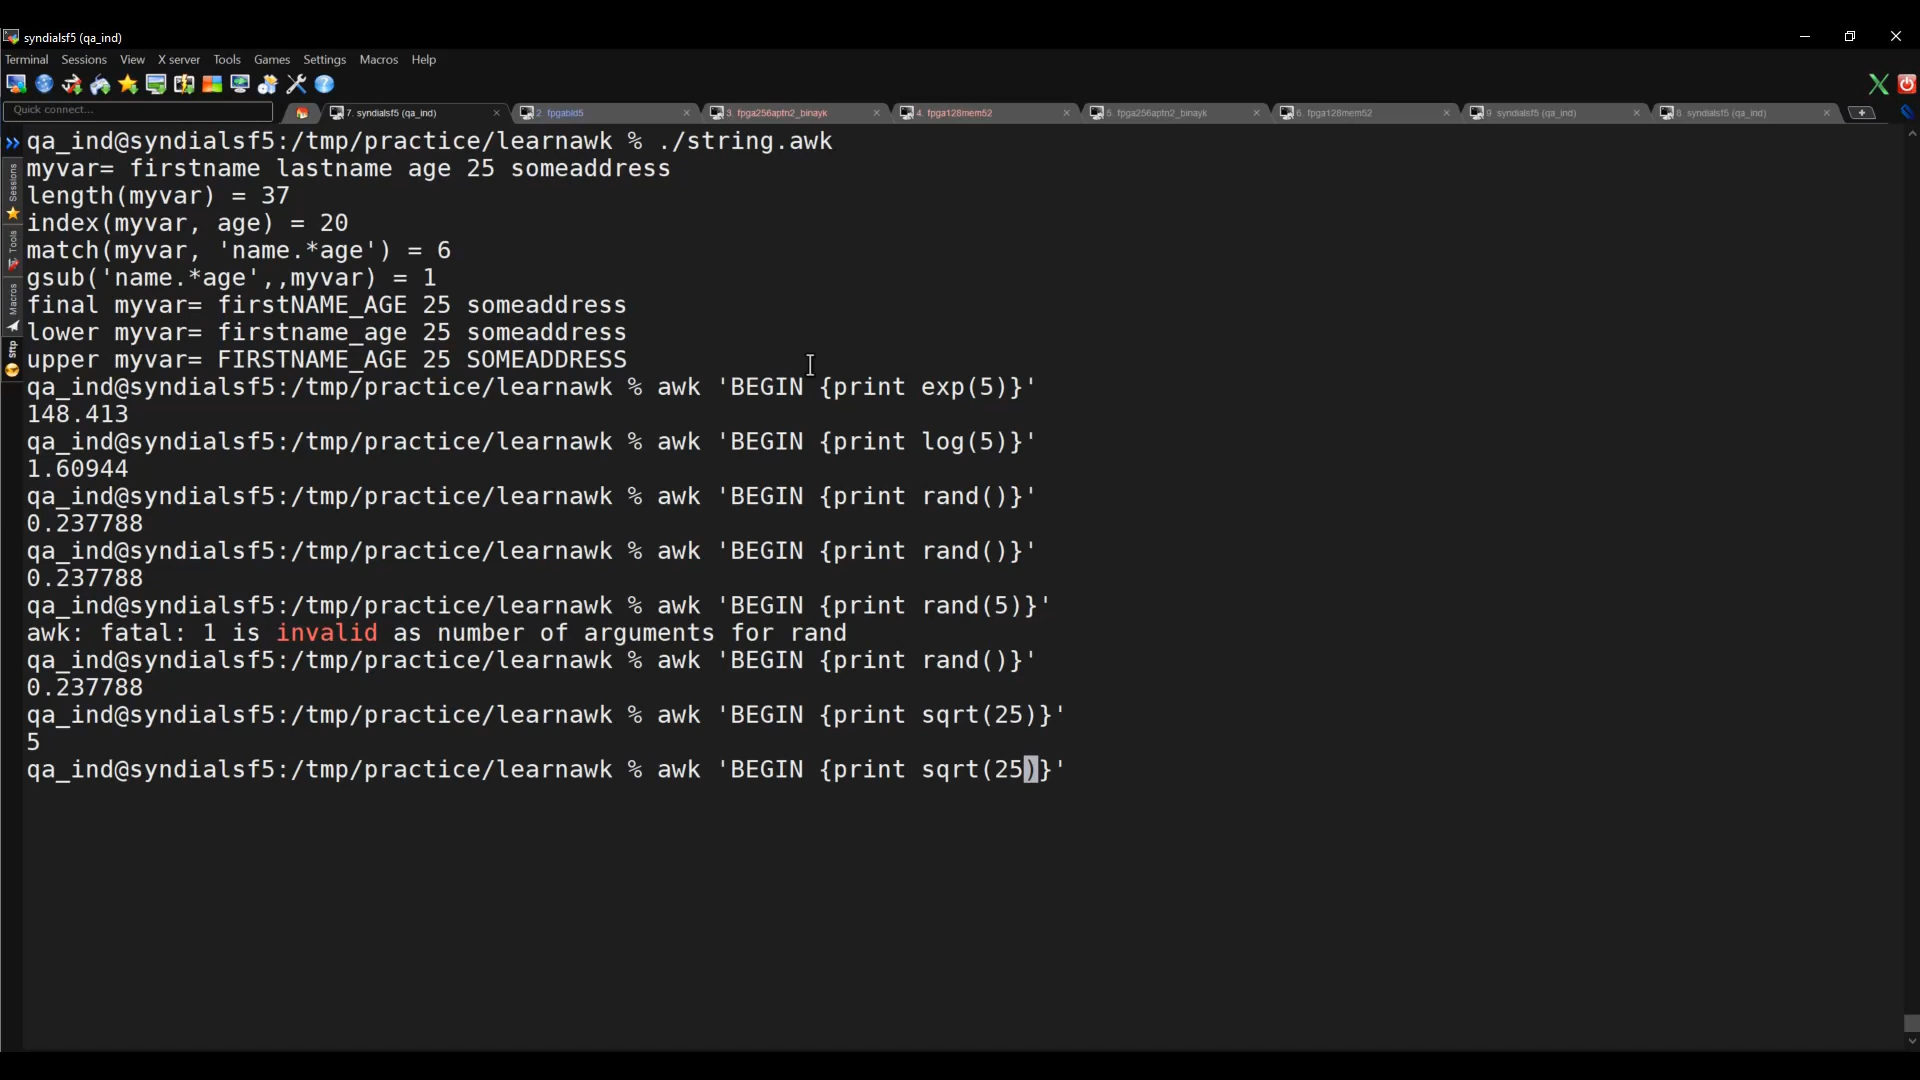 syndialsf5 (qa_ind)
Terminal Sessions View X server Tools Games Settings Macros Help
Quick connect...
7. syndialsf5 (qa_ind)
2. fpgabld5
3. fpga256aptn2_binayk
4. fpga128mem52
5. fpga256aptn2_binayk
6. fpga128mem52
9. syndialsf5 (qa_ind)
8. syndialsf5 (qa_ind)
Sessions
Tools
Macros
Sftp
qa_ind@syndialsf5:/tmp/practice/learnawk % ./string.awk
myvar= firstname lastname age 25 someaddress
length(myvar) = 37
index(myvar, age) = 20
match(myvar, 'name.*age') = 6
gsub('name.*age',,myvar) = 1
final myvar= firstNAME_AGE 25 someaddress
lower myvar= firstname_age 25 someaddress
upper myvar= FIRSTNAME_AGE 25 SOMEADDRESS
qa_ind@syndialsf5:/tmp/practice/learnawk % awk 'BEGIN {print exp(5)}'
148.413
qa_ind@syndialsf5:/tmp/practice/learnawk % awk 'BEGIN {print log(5)}'
1.60944
qa_ind@syndialsf5:/tmp/practice/learnawk % awk 'BEGIN {print rand()}'
0.237788
qa_ind@syndialsf5:/tmp/practice/learnawk % awk 'BEGIN {print rand()}'
0.237788
qa_ind@syndialsf5:/tmp/practice/learnawk % awk 'BEGIN {print rand(5)}'
awk: fatal: 1 is invalid as number of arguments for rand
qa_ind@syndialsf5:/tmp/practice/learnawk % awk 'BEGIN {print rand()}'
0.237788
qa_ind@syndialsf5:/tmp/practice/learnawk % awk 'BEGIN {print sqrt(25)}'
5
qa_ind@syndialsf5:/tmp/practice/learnawk % awk 'BEGIN {print sqrt(25)}'